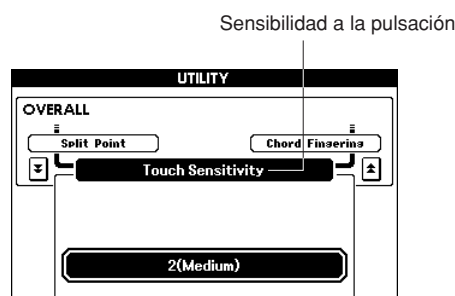 Sensibilidad a la pulsación
UTILITY
OVERALL
Split Point
Chord Fingering
Touch Sensitivity
2(Medium)